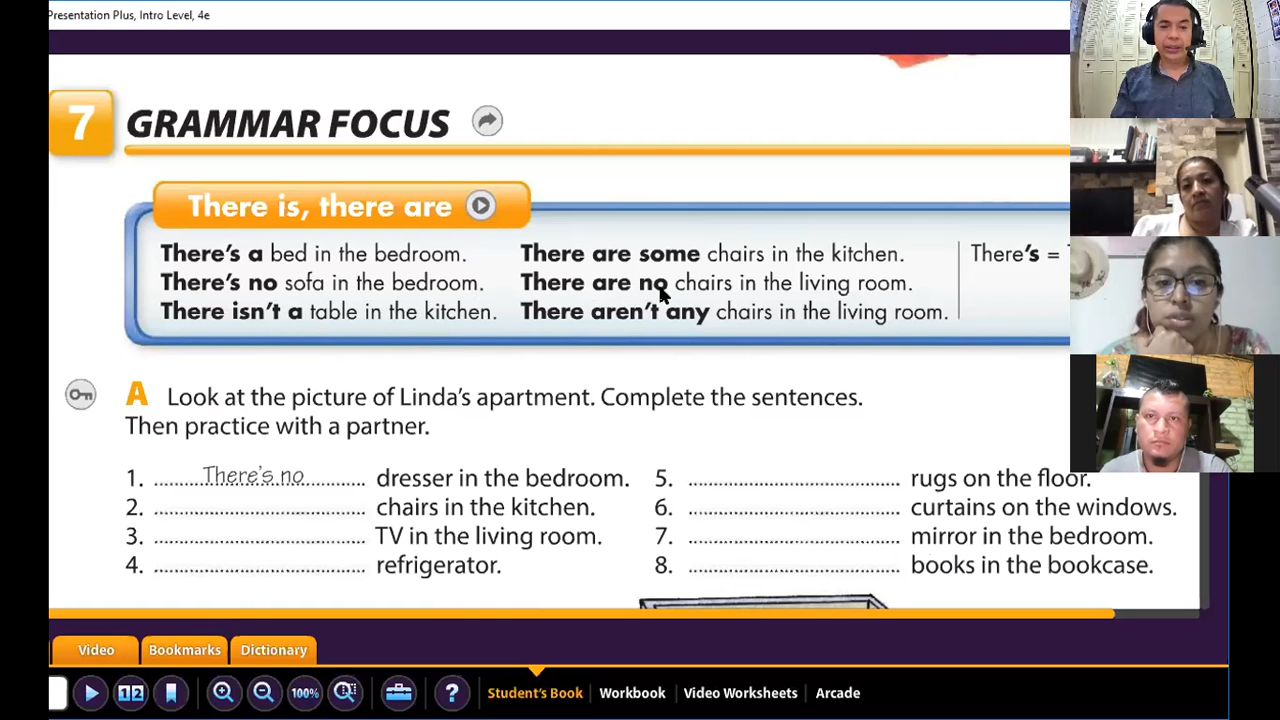 Presentation Plus, Intro Level, 4e
7 GRAMMAR FOCUS
There is, there are
There's a bed in the bedroom.
There's no sofa in the bedroom.
There isn't a table in the kitchen.
There are some chairs in the kitchen.
There are no chairs in the living room.
There aren't any chairs in the living room.
There's =
A Look at the picture of Linda's apartment. Complete the sentences.
Then practice with a partner.
1. There's no dresser in the bedroom.
2. .......... chairs in the kitchen.
3. .......... TV in the living room.
4. .......... refrigerator.
5. .......... rugs on the floor.
6. .......... curtains on the windows.
7. .......... mirror in the bedroom.
8. .......... books in the bookcase.
Video Bookmarks Dictionary
1 2 100% ? Student's Book Workbook Video Worksheets Arcade